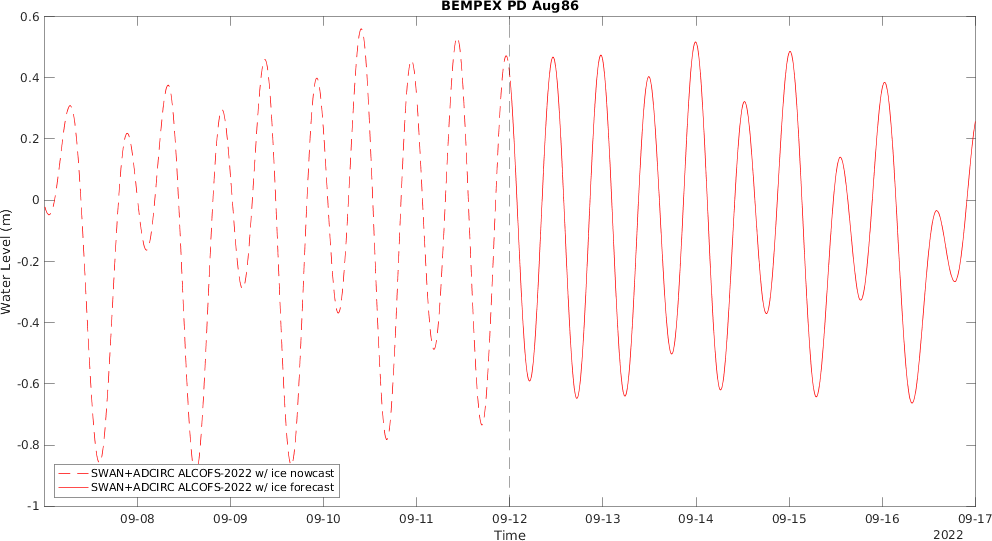 BEMPEX PD Aug86
0.6
0.4
0.2
0
-0.2
-0.4
-0.6
-0.8
-1
Water Level (m)
SWAN+ADCIRC ALCOFS-2022 w/ ice nowcast
SWAN+ADCIRC ALCOFS-2022 w/ ice forecast
09-08 09-09 09-10 09-11 09-12 09-13 09-14 09-15 09-16 09-17
Time
2022